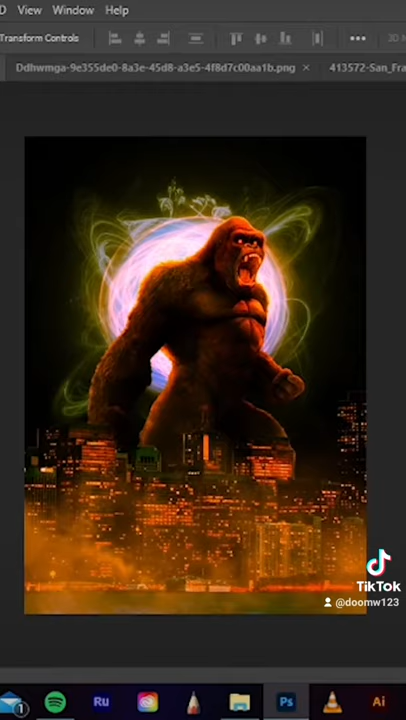 D View Window Help
Transform Controls
Ddhwmga-9e355de0-8a3e-45d8-a3e5-4f8d7c00aa1b.png × 413572-San_Fra
TikTok
@doomw123
1 Ru Ps Ai